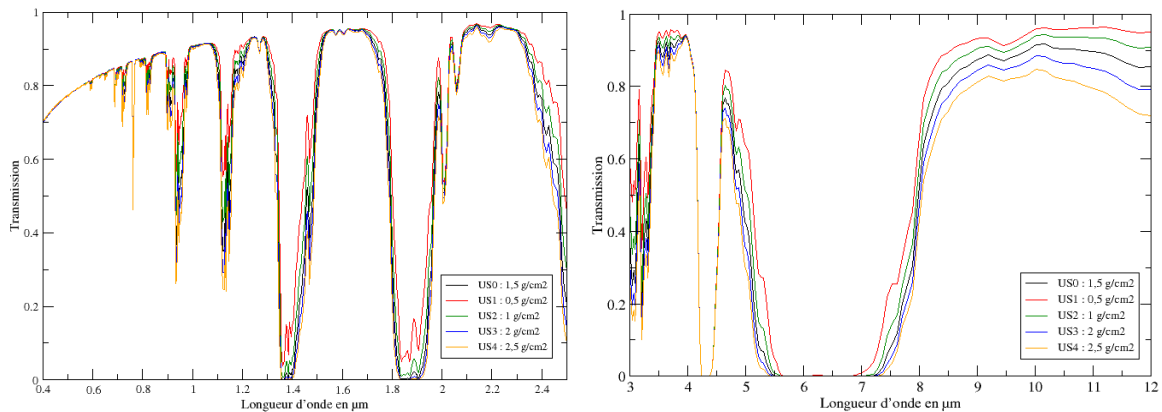 1
0.8
0.6
0.4
0.2
0
Transmission
0.4 0.6 0.8 1 1.2 1.4 1.6 1.8 2 2.2 2.4
Longueur d'onde en µm
US0 : 1,5 g/cm2
US1 : 0,5 g/cm2
US2 : 1 g/cm2
US3 : 2 g/cm2
US4 : 2,5 g/cm2
1
0.8
0.6
0.4
0.2
0
Transmission
3 4 5 6 7 8 9 10 11 12
Longueur d'onde en µm
US0 : 1,5 g/cm2
US1 : 0,5 g/cm2
US2 : 1 g/cm2
US3 : 2 g/cm2
US4 : 2,5 g/cm2